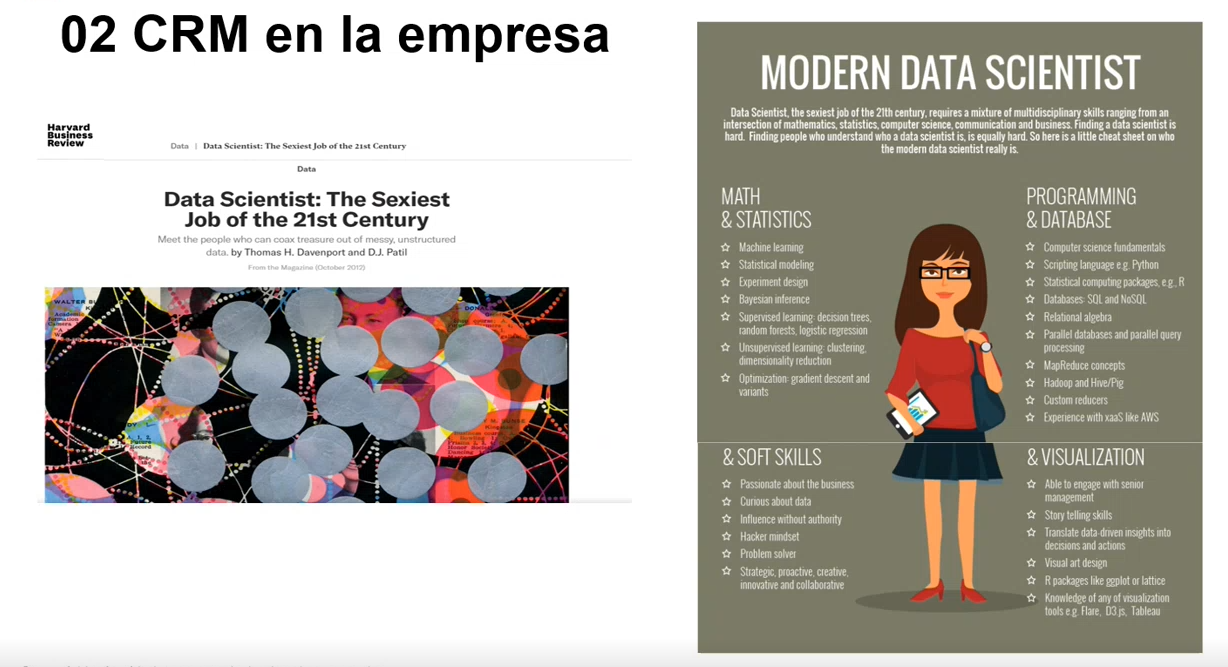 02 CRM en la empresa
Harvard
Business
Review
Data | Data Scientist: The Sexiest Job of the 21st Century
Data
Data Scientist: The Sexiest
Job of the 21st Century
Meet the people who can coax treasure out of messy, unstructured
data. by Thomas H. Davenport and D.J. Patil
From the Magazine (October 2012)
MODERN DATA SCIENTIST
Data Scientist, the sexiest job of the 21th century, requires a mixture of multidisciplinary skills ranging from an
intersection of mathematics, statistics, computer science, communication and business. Finding a data scientist is
hard. Finding people who understand who a data scientist is, is equally hard. So here is a little cheat sheet on who
the modern data scientist really is.
MATH
& STATISTICS
Machine learning
Statistical modeling
Experiment design
Bayesian inference
Supervised learning: decision trees,
random forests, logistic regression
Unsupervised learning: clustering,
dimensionality reduction
Optimization: gradient descent and
variants
PROGRAMMING
& DATABASE
Computer science fundamentals
Scripting language e.g. Python
Statistical computing packages, e.g., R
Databases: SQL and NoSQL
Relational algebra
Parallel databases and parallel query
processing
MapReduce concepts
Hadoop and Hive/Pig
Custom reducers
Experience with xaaS like AWS
& SOFT SKILLS
Passionate about the business
Curious about data
Influence without authority
Hacker mindset
Problem solver
Strategic, proactive, creative,
innovative and collaborative
& VISUALIZATION
Able to engage with senior
management
Story telling skills
Translate data-driven insights into
decisions and actions
Visual art design
R packages like ggplot or lattice
Knowledge of any of visualization
tools e.g. Flare, D3.js, Tableau